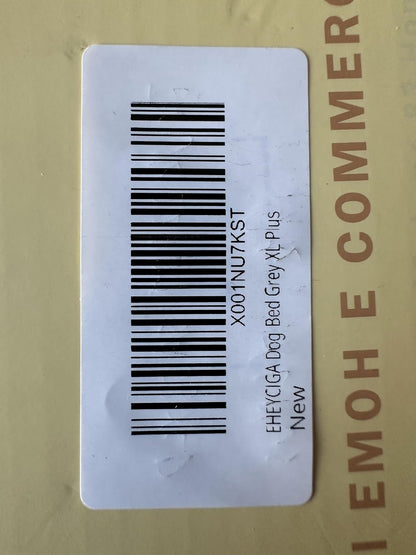 X001NU7KST
EHEYCIGA Dog Bed Grey XL Plus
New
EMOH E COMMERC